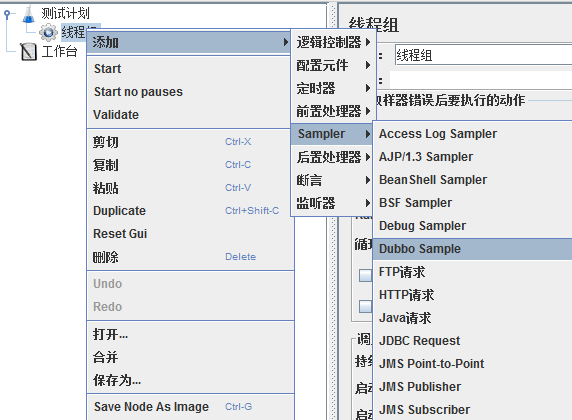 测试计划
线程组
工作台
添加
Start
Start no pauses
Validate
剪切 Ctrl-X
复制 Ctrl-C
粘贴 Ctrl-V
Duplicate Ctrl+Shift-C
Reset Gui
删除 Delete
Undo
Redo
打开...
合并
保存为...
Save Node As Image Ctrl-G
逻辑控制器
配置元件
定时器
前置处理器
Sampler
后置处理器
断言
监听器
线程组
线程组
取样器错误后要执行的动作
Access Log Sampler
AJP/1.3 Sampler
BeanShell Sampler
BSF Sampler
Debug Sampler
Dubbo Sample
FTP请求
HTTP请求
Java请求
JDBC Request
JMS Point-to-Point
JMS Publisher
JMS Subscriber
循环
调
持续
启动
启动